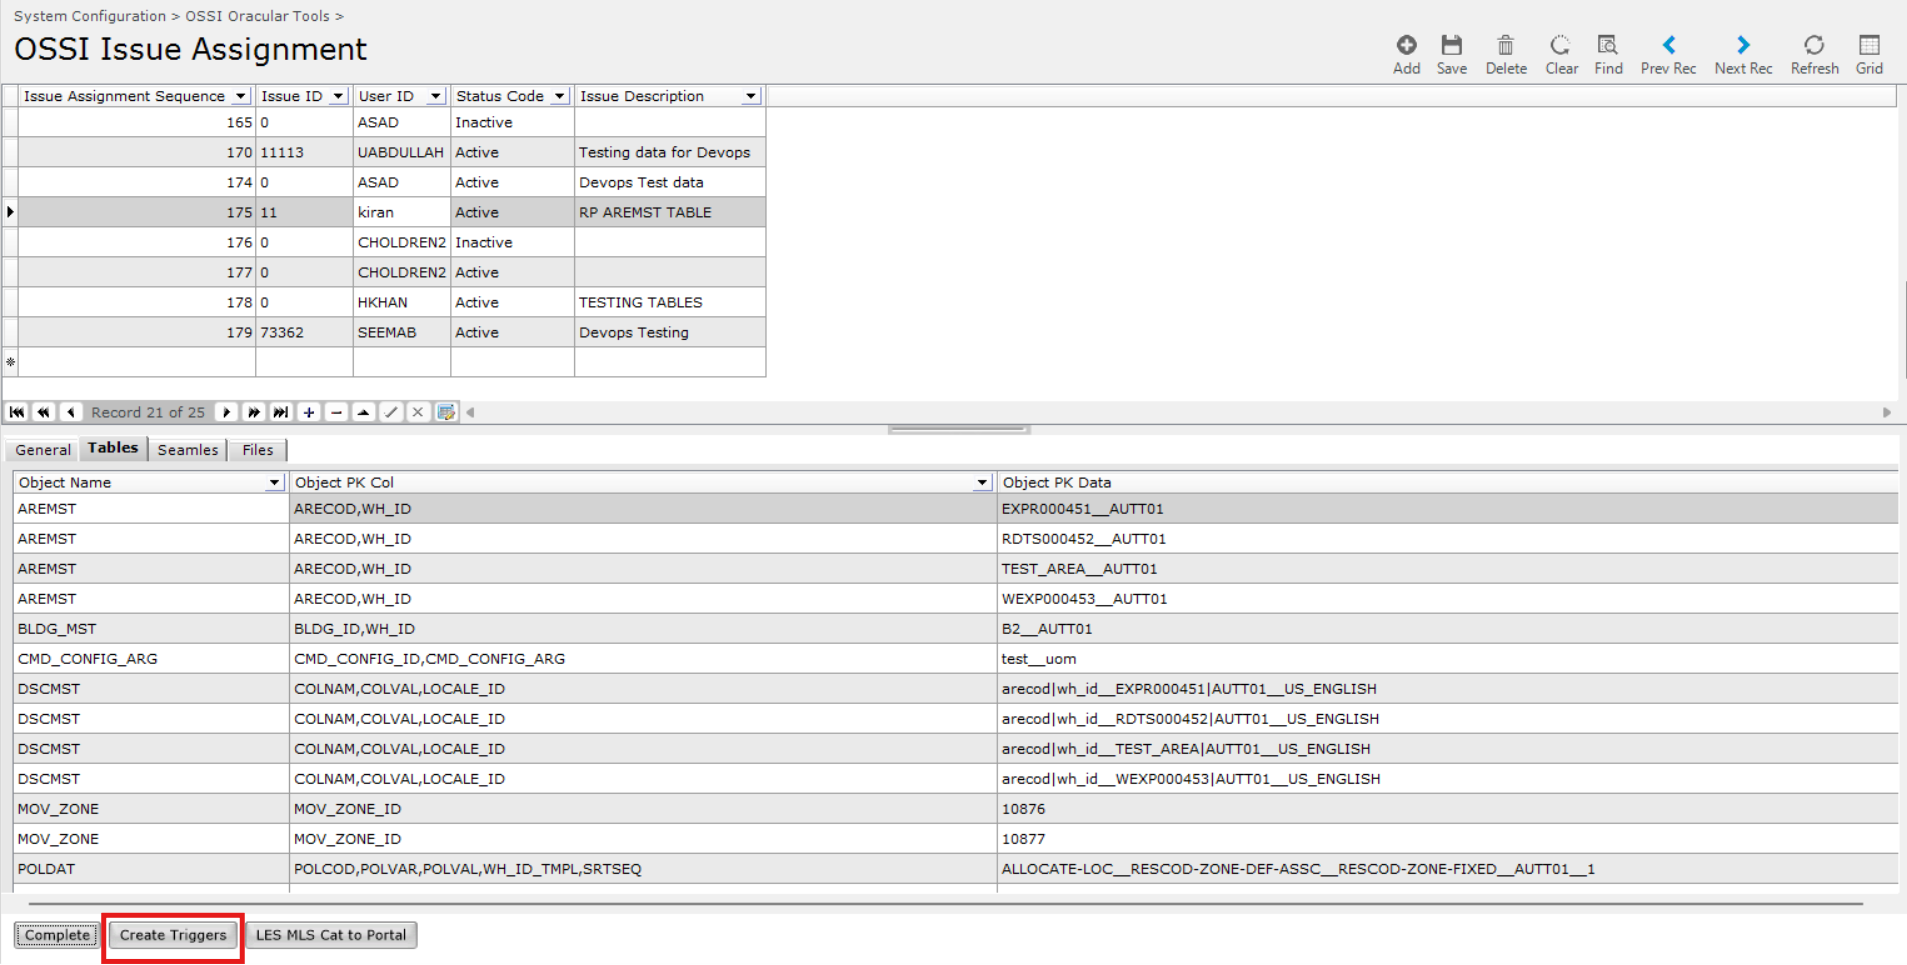 System Configuration > OSSI Oracular Tools >
OSSI Issue Assignment
Add Save Delete Clear Find Prev Rec Next Rec Refresh Grid
Issue Assignment Sequence Issue ID User ID Status Code Issue Description
165 0 ASAD Inactive
170 11113 UABDULLAH Active Testing data for Devops
174 0 ASAD Active Devops Test data
175 11 kiran Active RP AREMST TABLE
176 0 CHOLDREN2 Inactive
177 0 CHOLDREN2 Active
178 0 HKHAN Active TESTING TABLES
179 73362 SEEMAB Active Devops Testing
Record 21 of 25
General Tables Seamles Files
Object Name Object PK Col Object PK Data
AREMST ARECOD,WH_ID EXPR000451__AUTT01
AREMST ARECOD,WH_ID RDTS000452__AUTT01
AREMST ARECOD,WH_ID TEST_AREA__AUTT01
AREMST ARECOD,WH_ID WEXP000453__AUTT01
BLDG_MST BLDG_ID,WH_ID B2__AUTT01
CMD_CONFIG_ARG CMD_CONFIG_ID,CMD_CONFIG_ARG test__uom
DSCMST COLNAM,COLVAL,LOCALE_ID arecod|wh_id__EXPR000451|AUTT01__US_ENGLISH
DSCMST COLNAM,COLVAL,LOCALE_ID arecod|wh_id__RDTS000452|AUTT01__US_ENGLISH
DSCMST COLNAM,COLVAL,LOCALE_ID arecod|wh_id__TEST_AREA|AUTT01__US_ENGLISH
DSCMST COLNAM,COLVAL,LOCALE_ID arecod|wh_id__WEXP000453|AUTT01__US_ENGLISH
MOV_ZONE MOV_ZONE_ID 10876
MOV_ZONE MOV_ZONE_ID 10877
POLDAT POLCOD,POLVAR,POLVAL,WH_ID_TMPL,SRTSEQ ALLOCATE-LOC__RESCOD-ZONE-DEF-ASSC__RESCOD-ZONE-FIXED__AUTT01__1
Complete Create Triggers LES MLS Cat to Portal